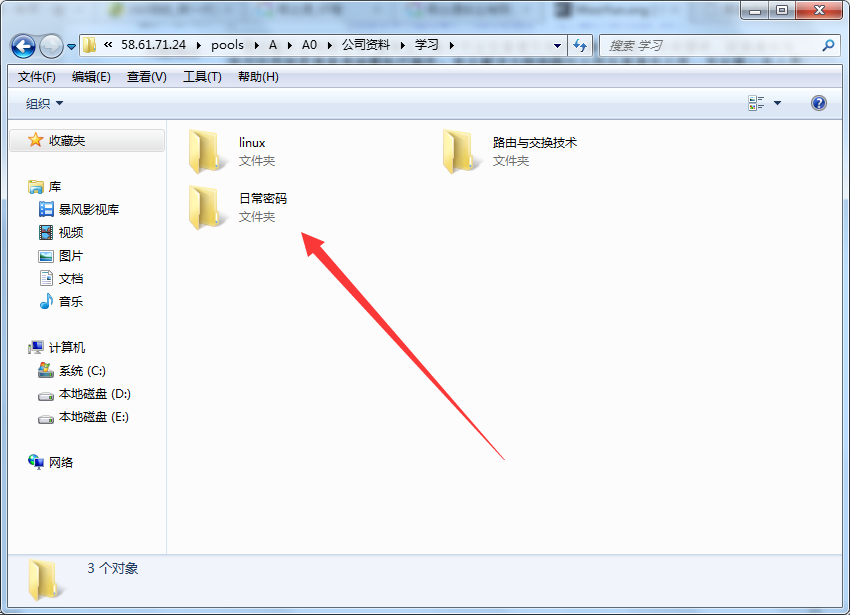 « 58.61.71.24 ▸ pools ▸ A ▸ A0 ▸ 公司资料 ▸ 学习 ▸
搜索 学习
文件(F) 编辑(E) 查看(V) 工具(T) 帮助(H)
组织
收藏夹
库
暴风影视库
视频
图片
文档
音乐
计算机
系统 (C:)
本地磁盘 (D:)
本地磁盘 (E:)
网络
linux
文件夹
路由与交换技术
文件夹
日常密码
文件夹
3 个对象